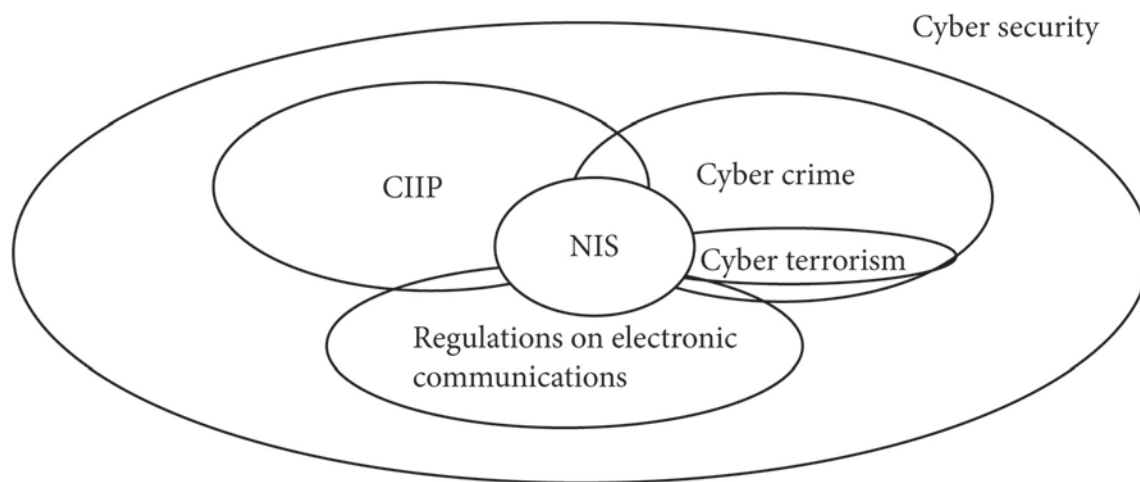 Cyber security
CIIP
Cyber crime
NIS
Cyber terrorism
Regulations on electronic
communications